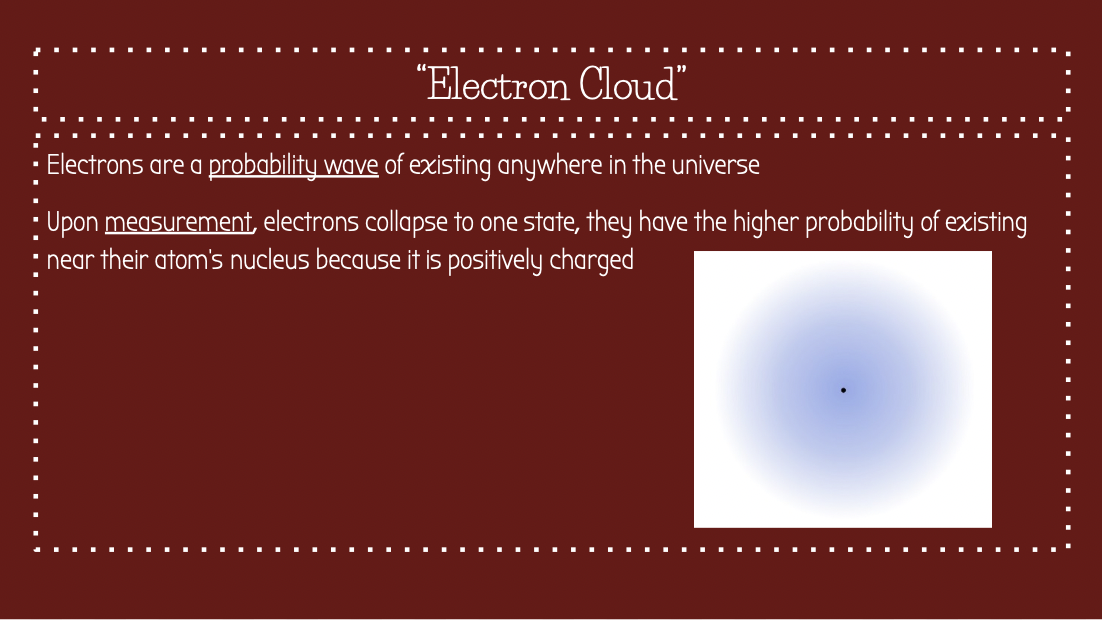 “Electron Cloud”
Electrons are a probability wave of existing anywhere in the universe
Upon measurement, electrons collapse to one state, they have the higher probability of existing
near their atom's nucleus because it is positively charged